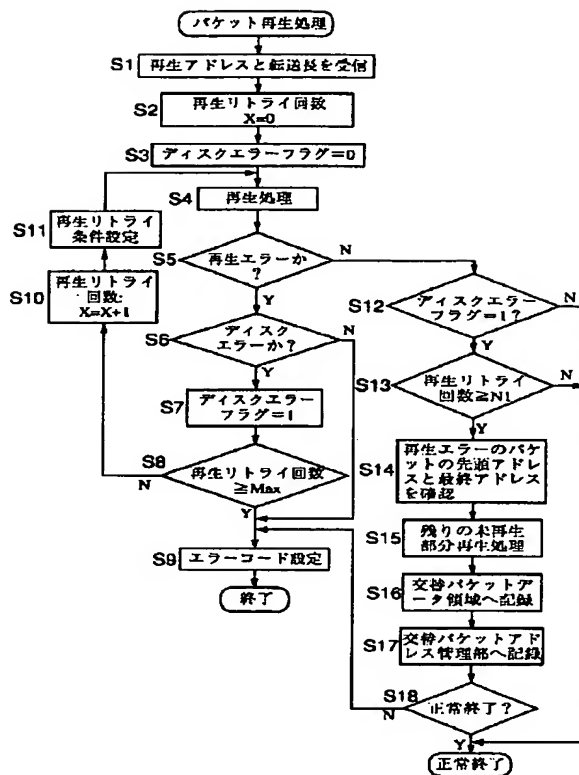 パケット再生処理
S1
再生アドレスと転送長を受信
S2
再生リトライ回数
X=0
S3
ディスクエラーフラグ=0
S4
再生処理
S11
再生リトライ
条件設定
S5
再生エラーか
?
N
Y
S10
再生リトライ
回数:
X=X+1
S6
ディスク
エラーか?
N
Y
S7
ディスクエラー
フラグ=1
S8
再生リトライ回数
≧Max
N
Y
S9
エラーコード設定
終了
S12
ディスクエラー
フラグ=1?
N
Y
S13
再生リトライ
回数≧N1
N
Y
S14
再生エラーのパケ
ットの先頭アドレ
スと最終アドレス
を確認
S15
残りの未再生
部分再生処理
S16
交替パケットデー
タ領域へ記録
S17
交替パケットアド
レス管理部へ記録
S18
正常終了?
N
Y
正常終了